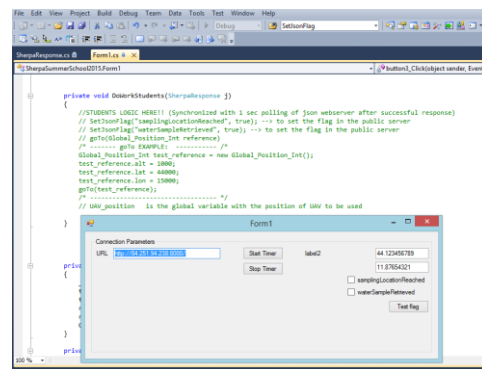 File Edit View Project Build Debug Team Data Tools Test Window Help
Debug SetJsonFlag
SherpaResponse.cs Form1.cs
SherpaSummerSchool2015.Form1 button3_Click(object sender, Even
private void DoWorkStudents(SherpaResponse j)
{
//STUDENTS LOGIC HERE!! (Synchronized with 1 sec polling of json webserver after successful response)
// SetJsonFlag("samplingLocationReached", true); --> to set the flag in the public server
// SetJsonFlag("waterSampleRetrieved", true); --> to set the flag in the public server
// goTo(Global_Position_Int reference)
/* ------- goTo EXAMPLE: ----------- /*
Global_Position_Int test_reference = new Global_Position_Int();
test_reference.alt = 1000;
test_reference.lat = 44000;
test_reference.lon = 15000;
goTo(test_reference);
/* -------------------------------- */
// UAV_position is the global variable with the position of UAV to be used
}
Form1
Connection Parameters
URL Start Timer label2 44.123456789
Stop Timer 11.87654321
samplingLocationReached
waterSampleRetrieved
Test flag
priva
{
}
priva
100 %